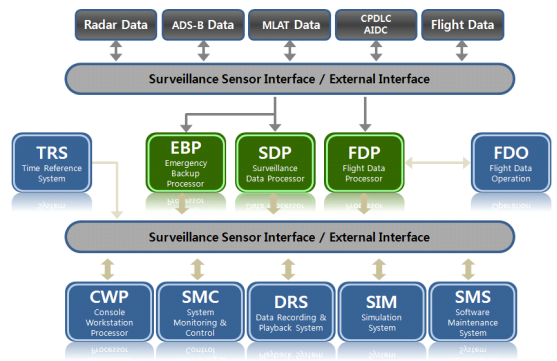 Radar Data
ADS-B Data
MLAT Data
CPDLC
AIDC
Flight Data
Surveillance Sensor Interface / External Interface
TRS
Time Reference
System
EBP
Emergency
Backup
Processor
SDP
Surveillance
Data Processor
FDP
Flight Data
Processor
FDO
Flight Data
Operation
Surveillance Sensor Interface / External Interface
CWP
Console
Workstation
Processor
SMC
System
Monitoring &
Control
DRS
Data Recording &
Playback System
SIM
Simulation
System
SMS
Software
Maintenance
System